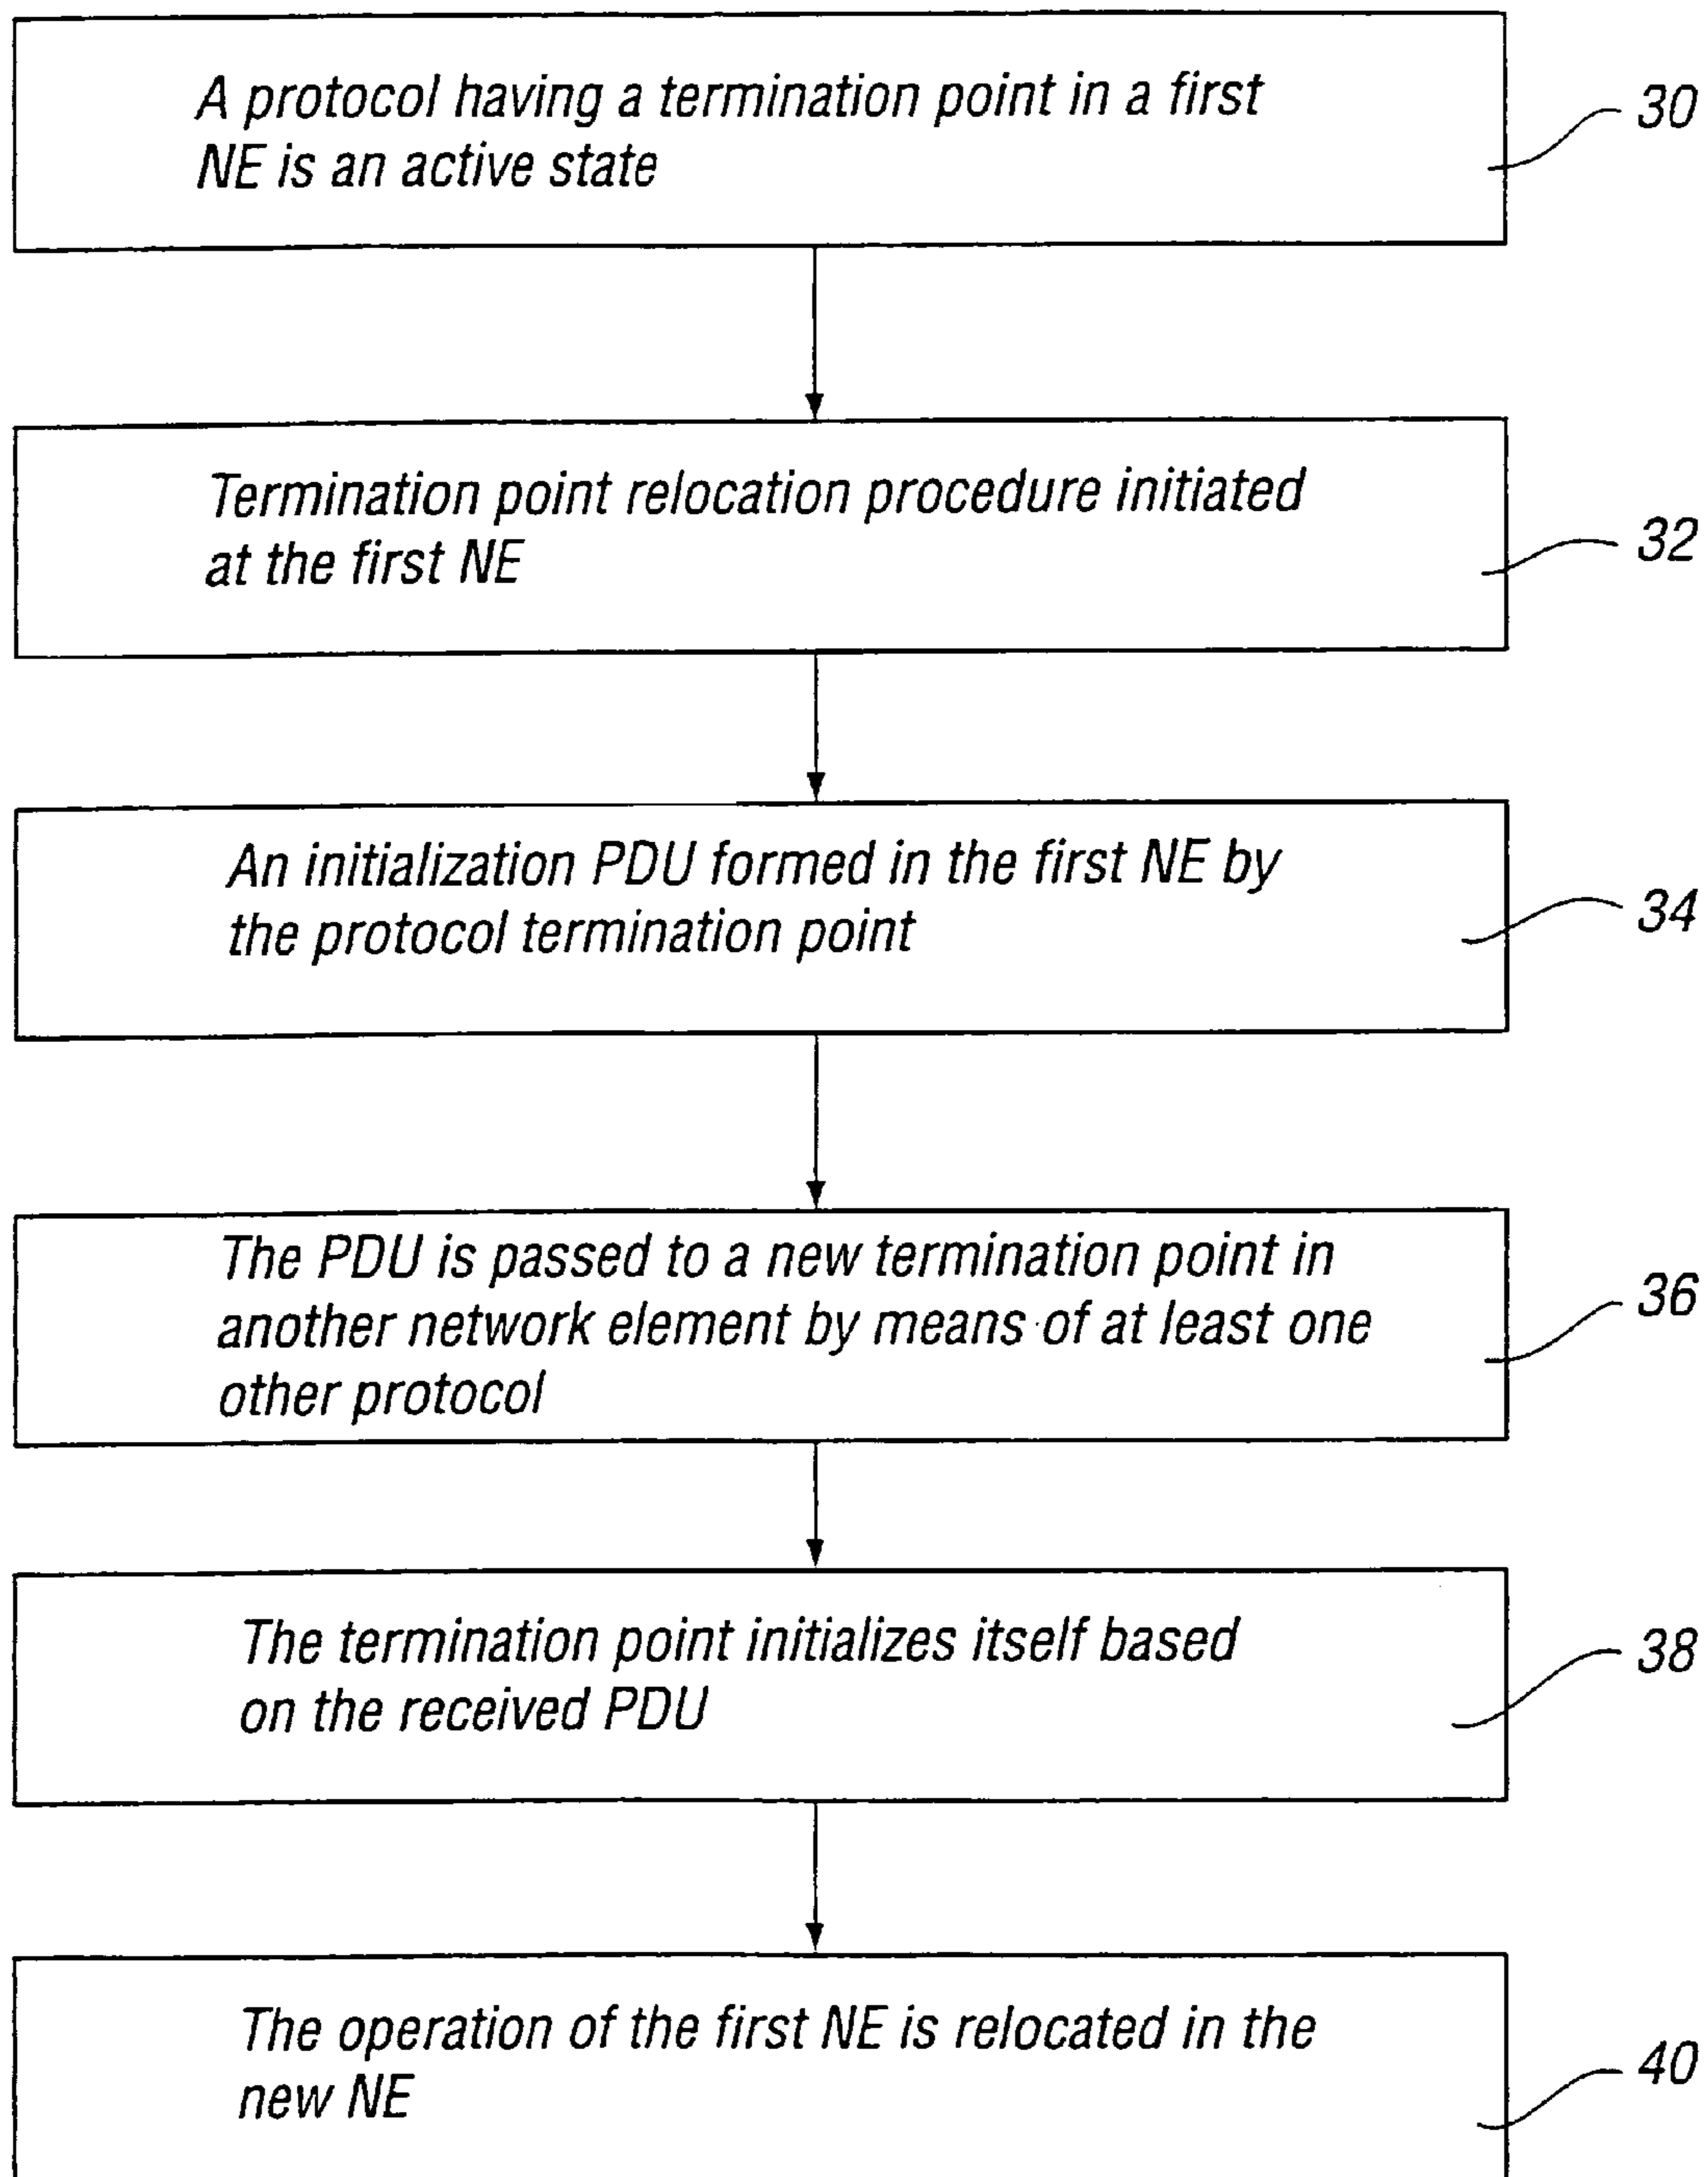 A protocol having a termination point in a first
NE is an active state
30
Termination point relocation procedure initiated
at the first NE
32
An initialization PDU formed in the first NE by
the protocol termination point
34
The PDU is passed to a new termination point in
another network element by means of at least one
other protocol
36
The termination point initializes itself based
on the received PDU
38
The operation of the first NE is relocated in the
new NE
40